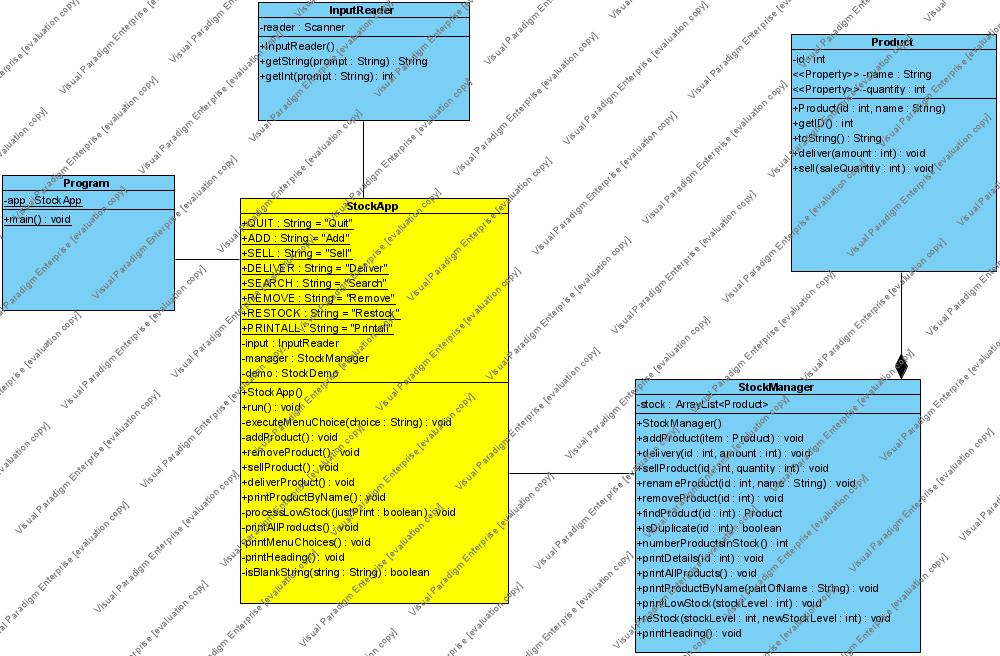 InputReader
-reader : Scanner
+InputReader()
+getString(prompt : String) : String
+getInt(prompt : String) : int
Product
-id : int
<<Property>> -name : String
<<Property>> -quantity : int
+Product(id : int, name : String)
+getID() : int
+toString() : String
+deliver(amount : int) : void
+sell(saleQuantity : int) : void
Program
-app : StockApp
+main() : void
StockApp
+QUIT : String = "Quit"
+ADD : String = "Add"
+SELL : String = "Sell"
+DELIVER : String = "Deliver"
+SEARCH : String = "Search"
+REMOVE : String = "Remove"
+RESTOCK : String = "Restock"
+PRINTALL : String = "Printall"
-input : InputReader
-manager : StockManager
-demo : StockDemo
+StockApp()
+run() : void
-executeMenuChoice(choice : String) : void
-addProduct() : void
-removeProduct() : void
-sellProduct() : void
-deliverProduct() : void
-printProductByName() : void
-processLowStock(justPrint : boolean) : void
-printAllProducts() : void
-printMenuChoices() : void
-printHeading() : void
-isBlankString(string : String) : boolean
StockManager
-stock : ArrayList<Product>
+StockManager()
+addProduct(item : Product) : void
+delivery(id : int, amount : int) : void
+sellProduct(id : int, quantity : int) : void
+renameProduct(id : int, name : String) : void
+removeProduct(id : int) : void
+findProduct(id : int) : Product
+isDuplicate(id : int) : boolean
+numberProductsInStock() : int
+printDetails(id : int) : void
+printAllProducts() : void
+printProductByName(partOfName : String) : void
+printLowStock(stockLevel : int) : void
+reStock(stockLevel : int, newStockLevel : int) : void
+printHeading() : void
Visual Paradigm Enterprise [evaluation copy]